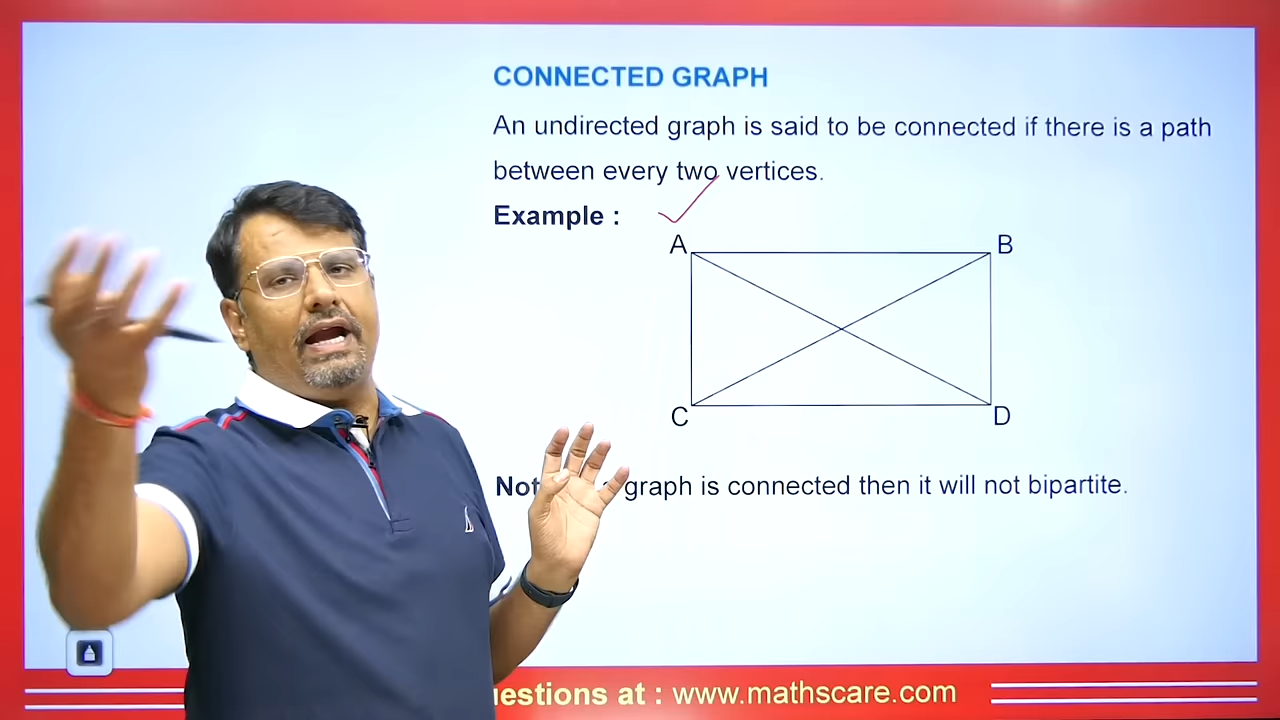 CONNECTED GRAPH
An undirected graph is said to be connected if there is a path
between every two vertices.
Example :
A
B
C
D
graph is connected then it will not bipartite.
at : www.mathscare.com